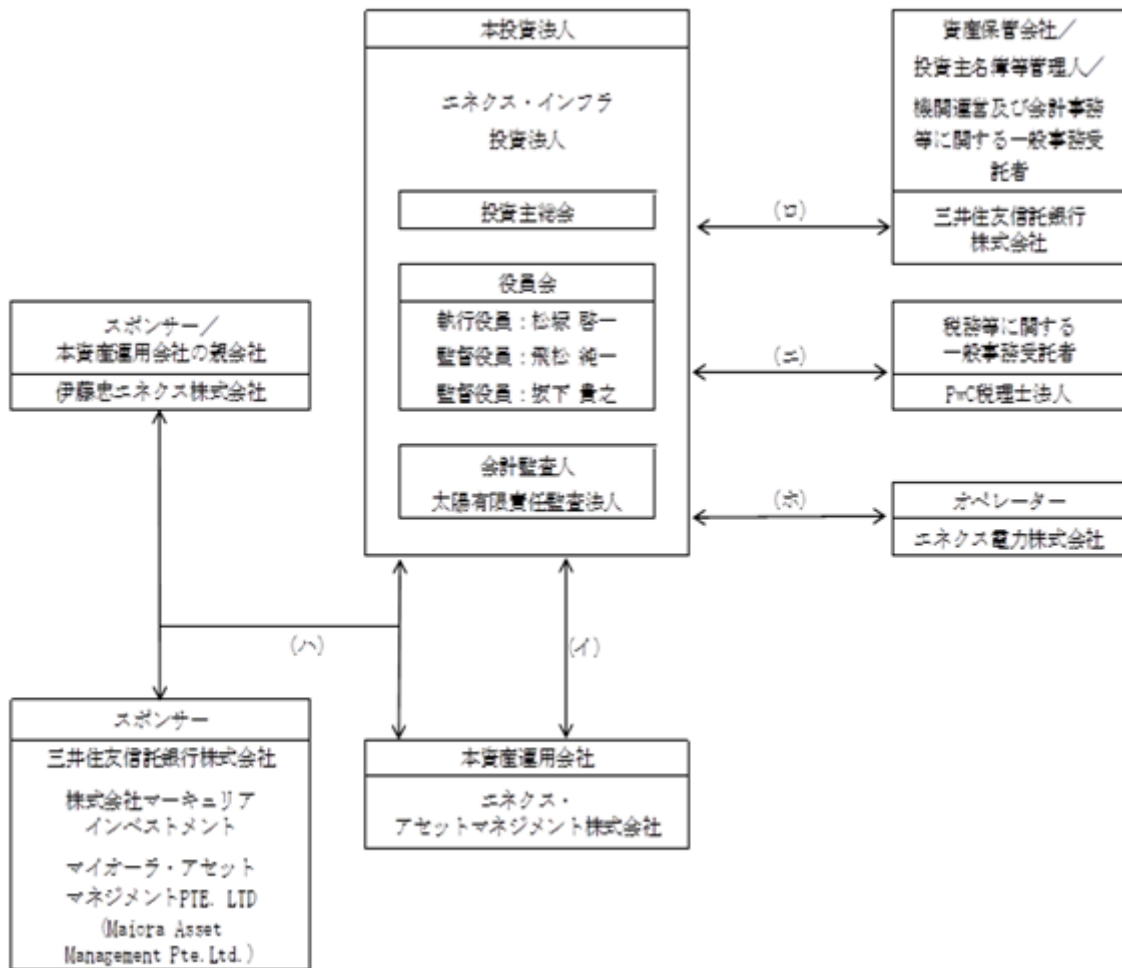 本投資法人
エネクス・インフラ
投資法人
投資主総会
役員会
執行役員：松塚 啓一
監督役員：飛松 純一
監督役員：坂下 貴之
会計監査人
太陽有限責任監査法人
資産保管会社／
投資主名簿等管理人／
機関運営及び会計事務
等に関する一般事務受
託者
三井住友信託銀行
株式会社
(ロ)
スポンサー／
本資産運用会社の親会社
伊藤忠エネクス株式会社
税務等に関する
一般事務受託者
PwC税理士法人
(ニ)
オペレーター
エネクス電力株式会社
(ホ)
(ハ)
(イ)
スポンサー
三井住友信託銀行株式会社
株式会社マーキュリア
インベストメント
マイオーラ・アセット
マネジメントPTE. LTD
(Maiora Asset
Management Pte.Ltd.)
本資産運用会社
エネクス・
アセットマネジメント株式会社